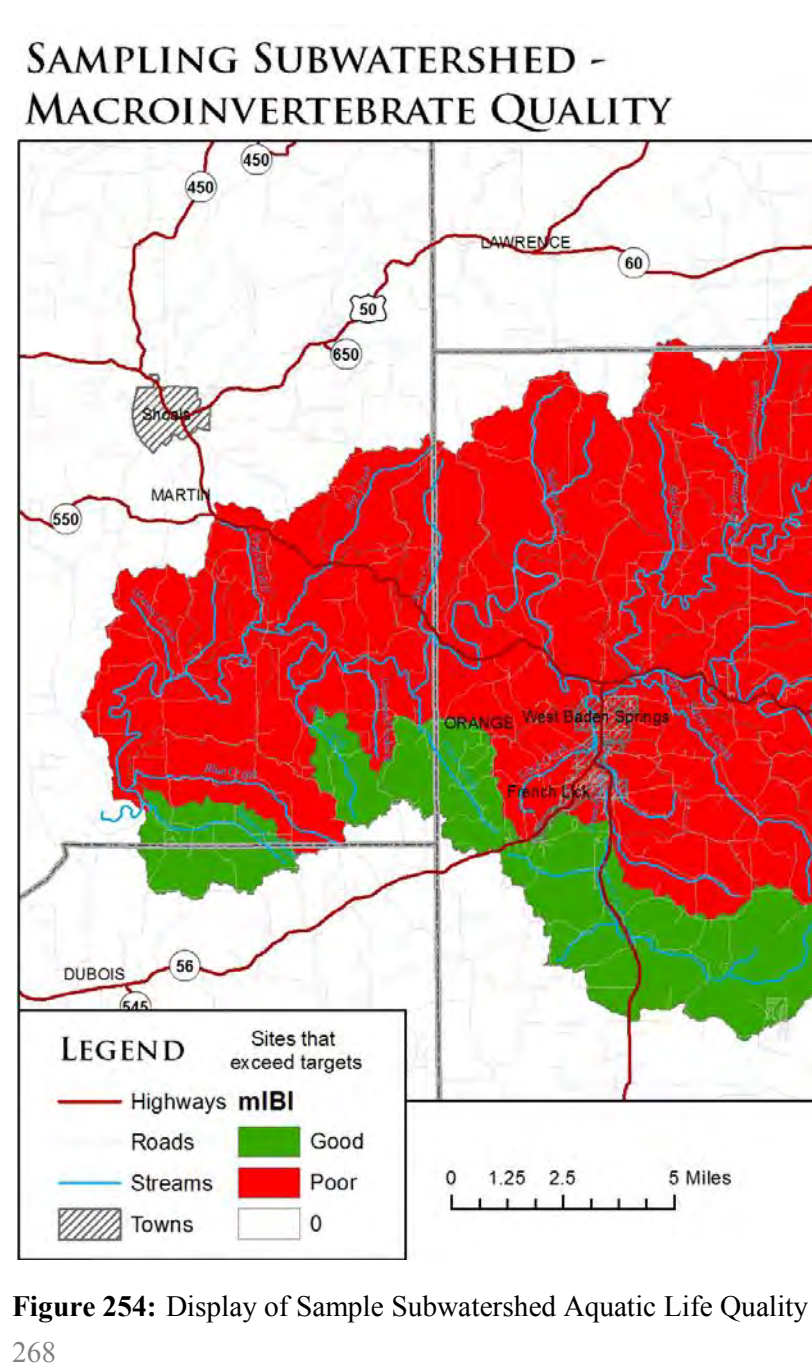 SAMPLING SUBWATERSHED -
MACROINVERTEBRATE QUALITY
450
450
LAWRENCE
60
50
650
Shoals
MARTIN
550
ORANGE
West Baden Springs
Blue Creek
French Lick
56
DUBOIS
545
LEGEND
Sites that
exceed targets
Highways
mIBI
Roads
Good
Streams
Poor
Towns
0
0 1.25 2.5 5 Miles
Figure 254: Display of Sample Subwatershed Aquatic Life Quality
268